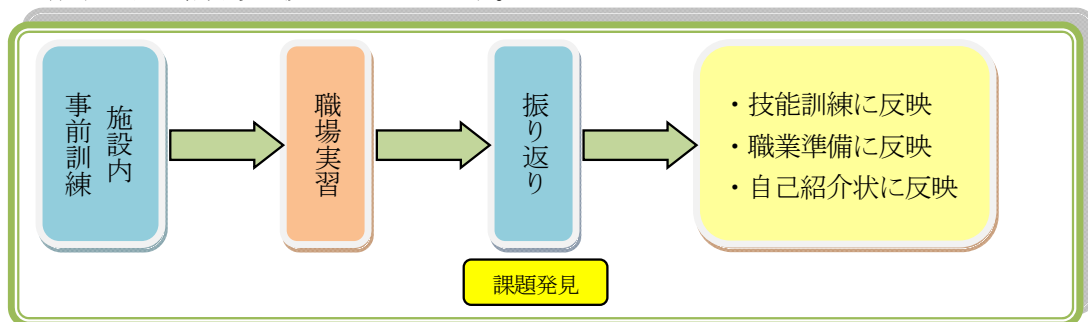 施設内
事前訓練
職場実習
振り返り
・技能訓練に反映
・職業準備に反映
・自己紹介状に反映
課題発見